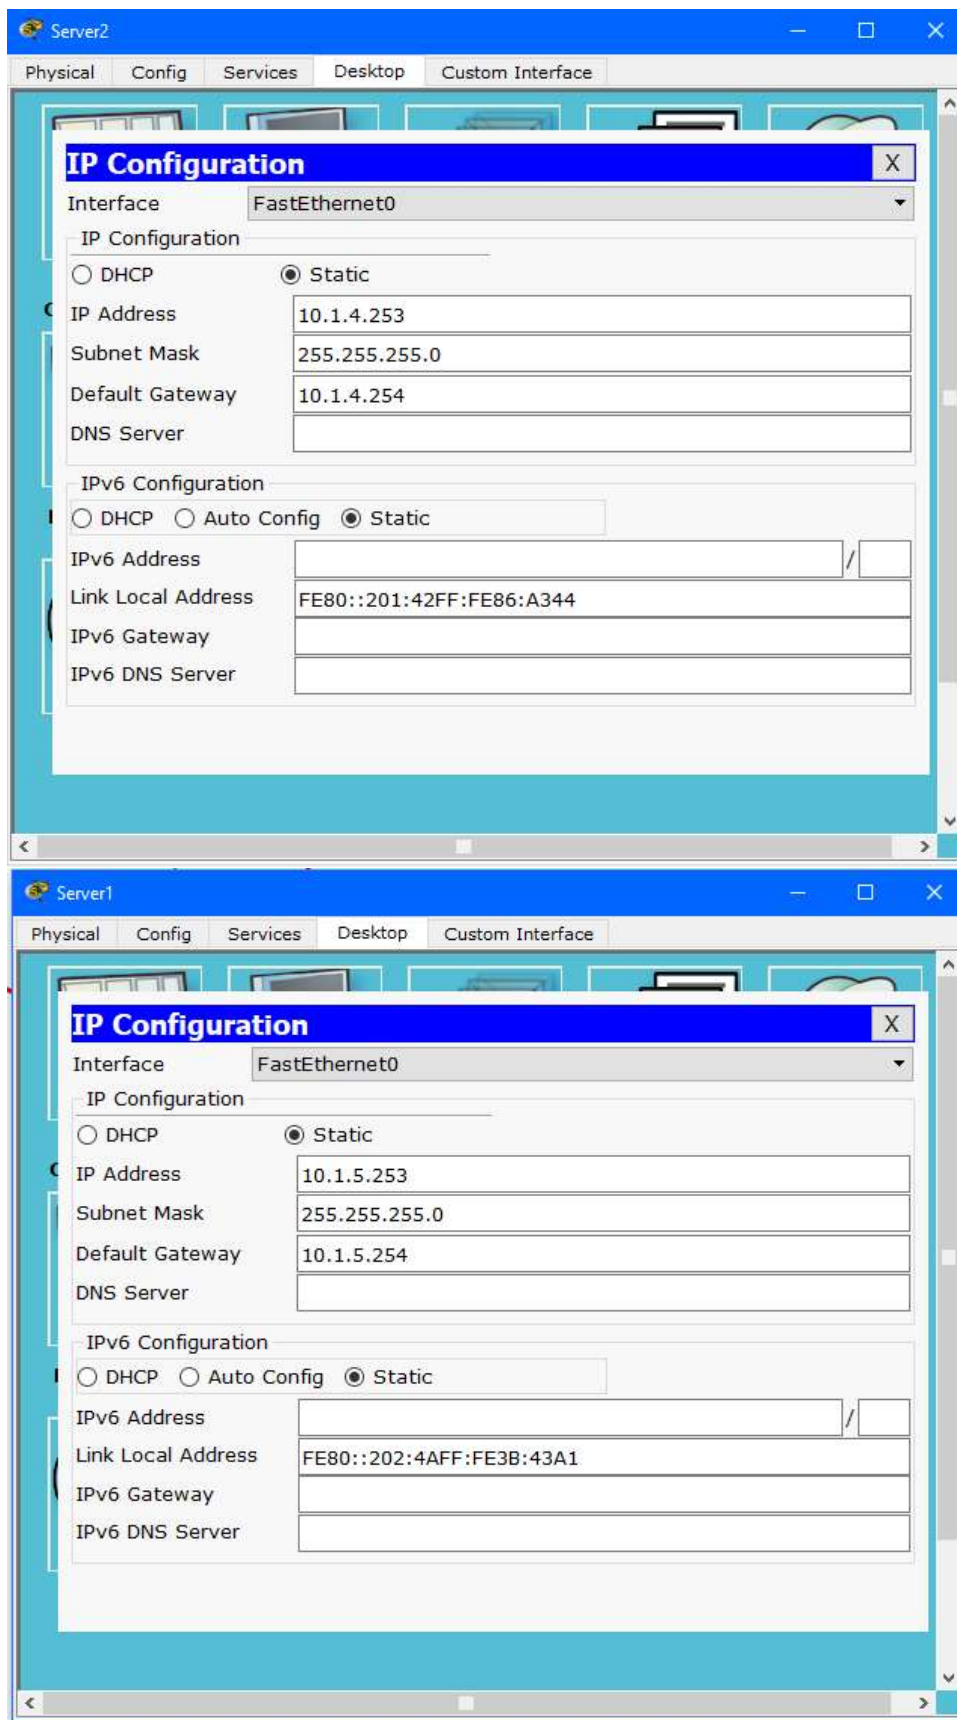 Server2
Physical Config Services Desktop Custom Interface
IP Configuration X
Interface FastEthernet0
IP Configuration
DHCP Static
IP Address 10.1.4.253
Subnet Mask 255.255.255.0
Default Gateway 10.1.4.254
DNS Server
IPv6 Configuration
DHCP Auto Config Static
IPv6 Address /
Link Local Address FE80::201:42FF:FE86:A344
IPv6 Gateway
IPv6 DNS Server
Server1
Physical Config Services Desktop Custom Interface
IP Configuration X
Interface FastEthernet0
IP Configuration
DHCP Static
IP Address 10.1.5.253
Subnet Mask 255.255.255.0
Default Gateway 10.1.5.254
DNS Server
IPv6 Configuration
DHCP Auto Config Static
IPv6 Address /
Link Local Address FE80::202:4AFF:FE3B:43A1
IPv6 Gateway
IPv6 DNS Server